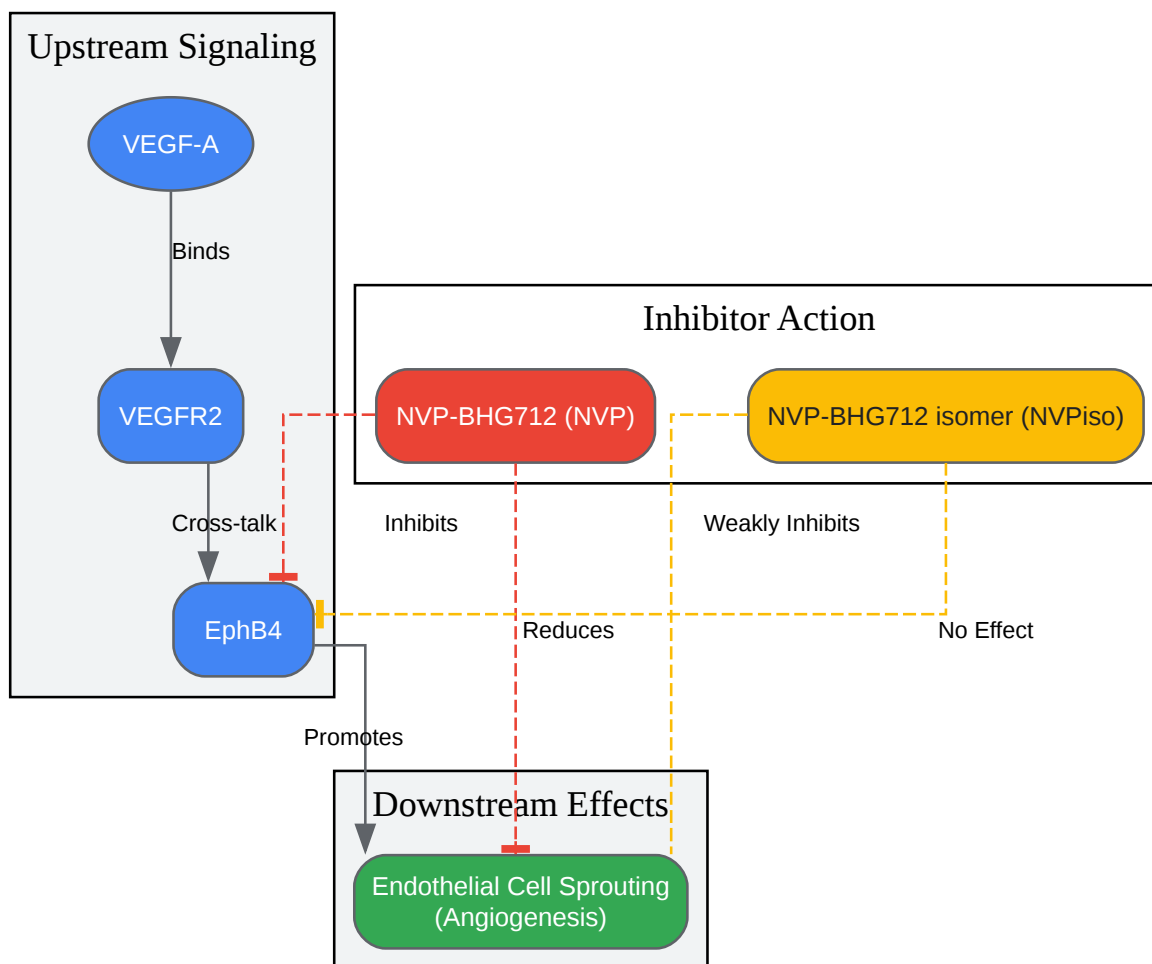 Upstream Signaling
VEGF-A
Binds
Inhibitor Action
VEGFR2
NVP-BHG712 (NVP)
NVP-BHG712 isomer (NVPiso)
Cross-talk
Inhibits
Weakly Inhibits
EphB4
Reduces
No Effect
Promotes
Downstream Effects
Endothelial Cell Sprouting
(Angiogenesis)